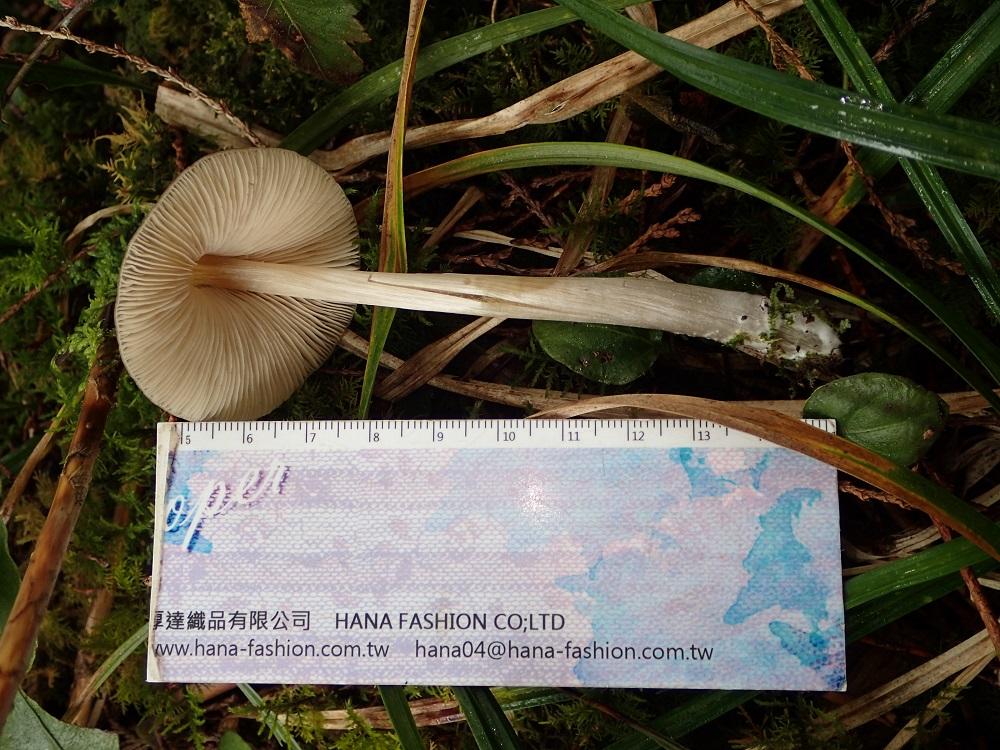 5 6 7 8 9 10 11 12 13
oper
達織品有限公司 HANA FASHION CO;LTD
www.hana-fashion.com.tw hana04@hana-fashion.com.tw